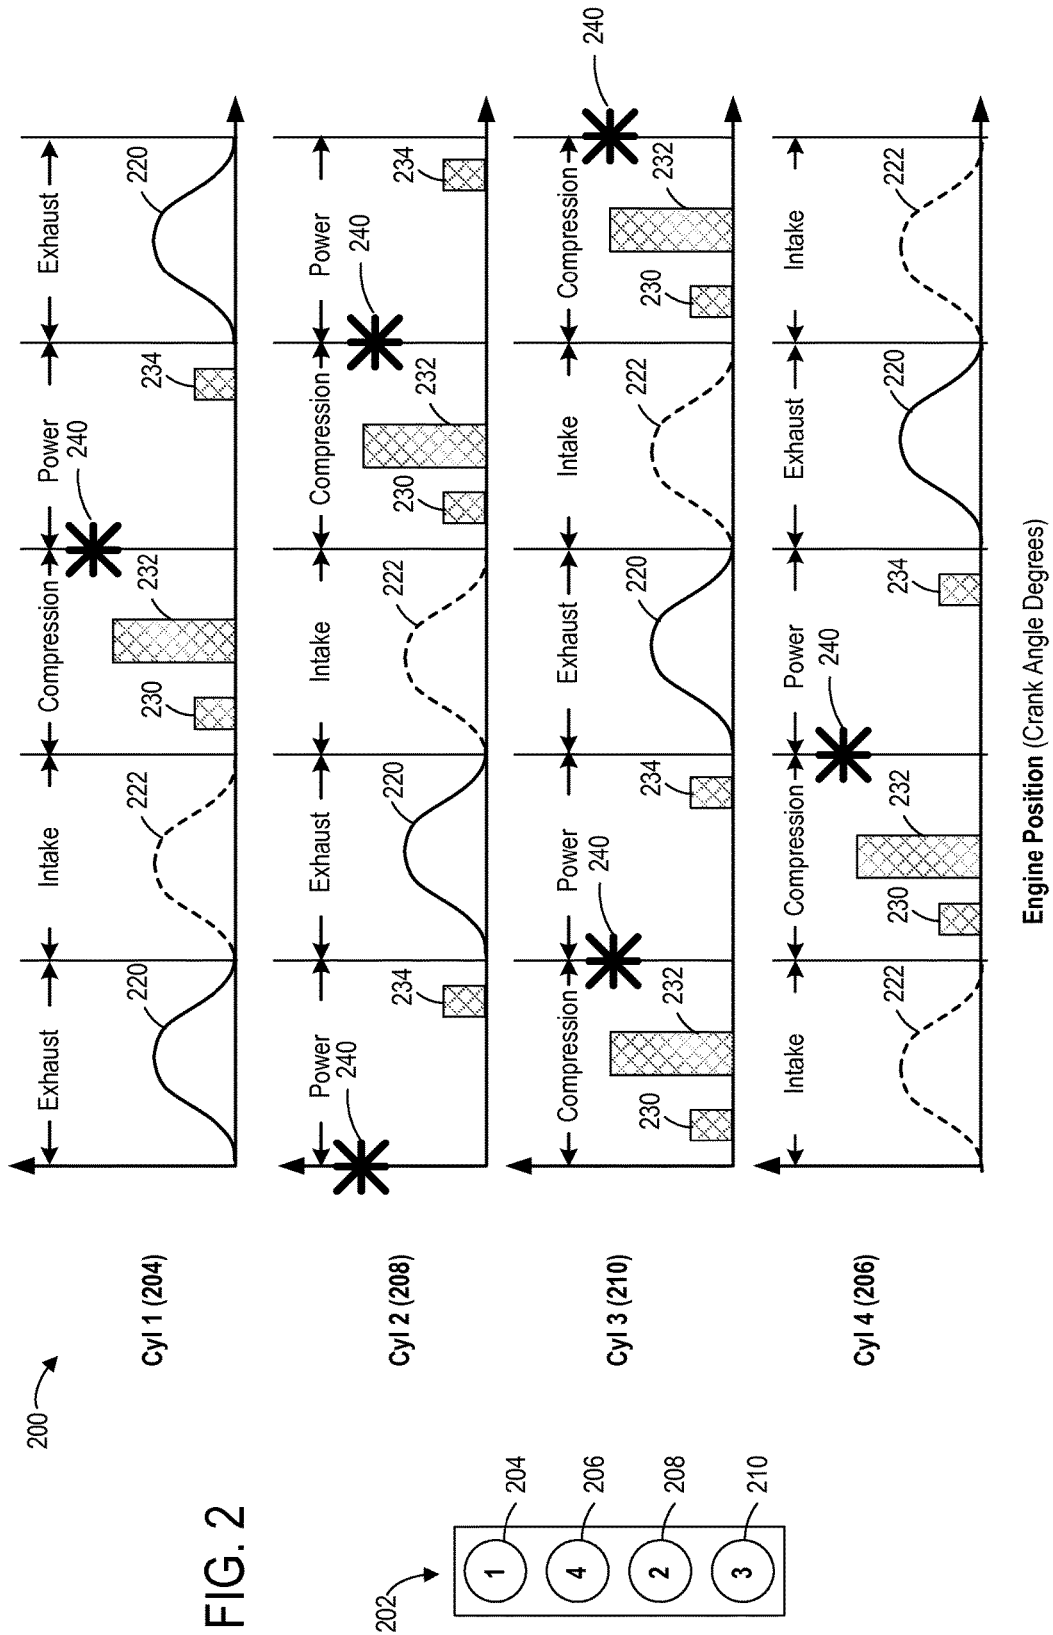 FIG. 2
200
202
1
204
4
206
2
208
3
210
Cyl 1 (204)
Exhaust
Intake
Compression
Power
Exhaust
220
222
230
232
240
234
220
Cyl 2 (208)
Power
Exhaust
Intake
Compression
Power
240
234
220
222
230
232
240
234
Cyl 3 (210)
Compression
Power
Exhaust
Intake
Compression
230
232
240
234
220
222
230
232
240
Cyl 4 (206)
Intake
Compression
Power
Exhaust
Intake
222
230
232
240
234
220
222
Engine Position (Crank Angle Degrees)